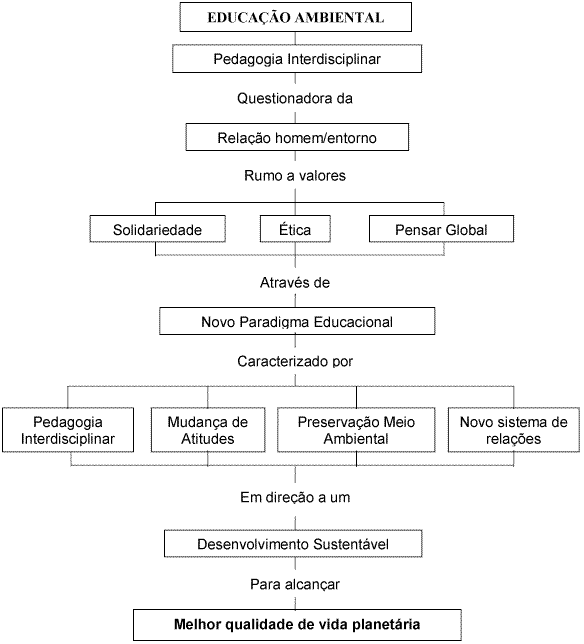 EDUCAÇÃO AMBIENTAL
Pedagogia Interdisciplinar
Questionadora da
Relação homem/entorno
Rumo a valores
Solidariedade
Ética
Pensar Global
Através de
Novo Paradigma Educacional
Caracterizado por
Pedagogia
Interdisciplinar
Mudança de
Atitudes
Preservação Meio
Ambiental
Novo sistema de
relações
Em direção a um
Desenvolvimento Sustentável
Para alcançar
Melhor qualidade de vida planetária